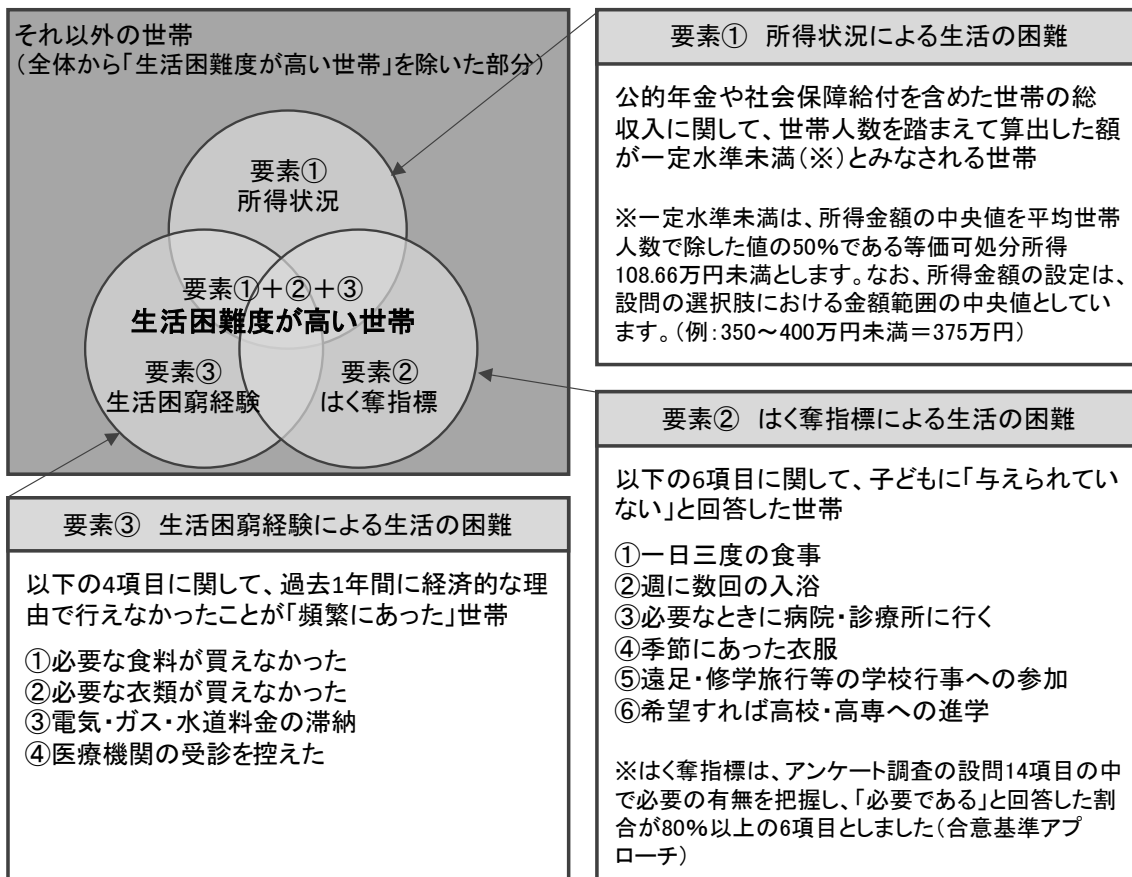 それ以外の世帯
（全体から「生活困難度が高い世帯」を除いた部分）
要素①
所得状況
要素①＋②＋③
生活困難度が高い世帯
要素③
生活困窮経験
要素②
はく奪指標
要素①　所得状況による生活の困難
公的年金や社会保障給付を含めた世帯の総
収入に関して、世帯人数を踏まえて算出した額
が一定水準未満（※）とみなされる世帯
※一定水準未満は、所得金額の中央値を平均世帯
人数で除した値の50％である等価可処分所得
108.66万円未満とします。なお、所得金額の設定は、
設問の選択肢における金額範囲の中央値としてい
ます。（例：350～400万円未満＝375万円）
要素②　はく奪指標による生活の困難
以下の6項目に関して、子どもに「与えられてい
ない」と回答した世帯
①一日三度の食事
②週に数回の入浴
③必要なときに病院・診療所に行く
④季節にあった衣服
⑤遠足・修学旅行等の学校行事への参加
⑥希望すれば高校・高専への進学
※はく奪指標は、アンケート調査の設問14項目の中
で必要の有無を把握し、「必要である」と回答した割
合が80％以上の6項目としました（合意基準アプ
ローチ）
要素③　生活困窮経験による生活の困難
以下の4項目に関して、過去1年間に経済的な理
由で行えなかったことが「頻繁にあった」世帯
①必要な食料が買えなかった
②必要な衣類が買えなかった
③電気・ガス・水道料金の滞納
④医療機関の受診を控えた